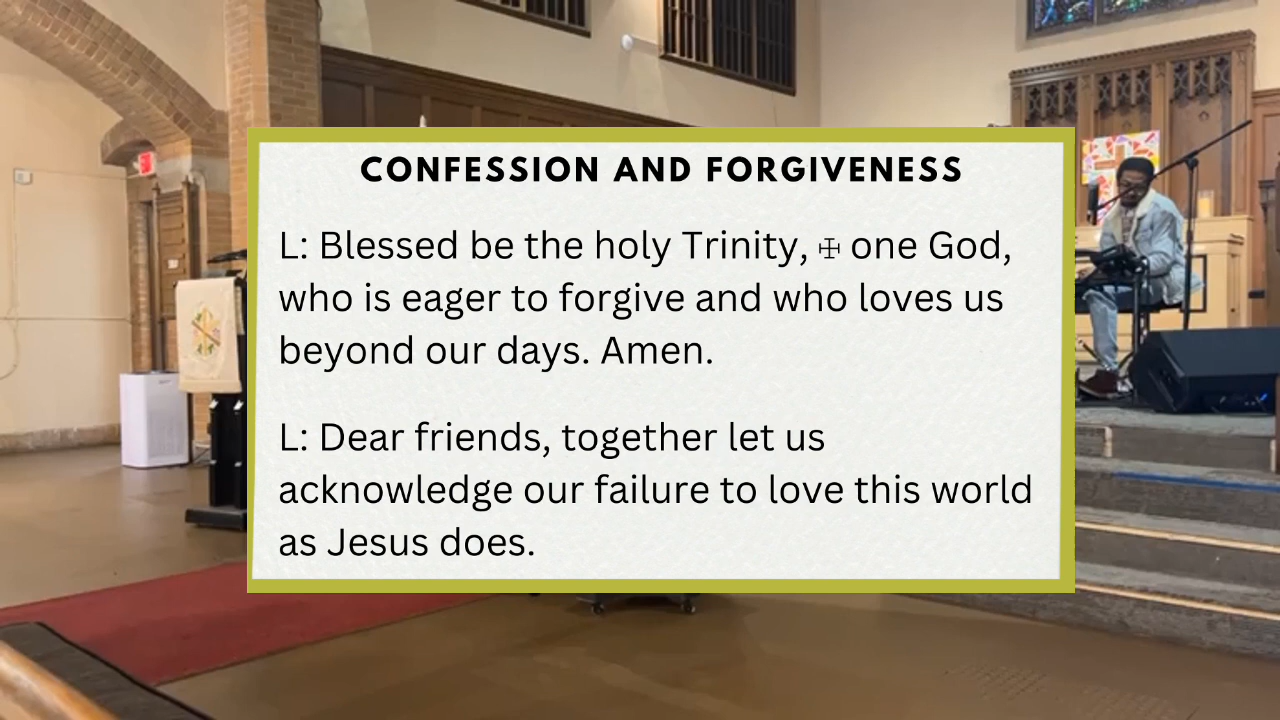 CONFESSION AND FORGIVENESS
L: Blessed be the holy Trinity, ☩ one God,
who is eager to forgive and who loves us
beyond our days. Amen.
L: Dear friends, together let us
acknowledge our failure to love this world
as Jesus does.